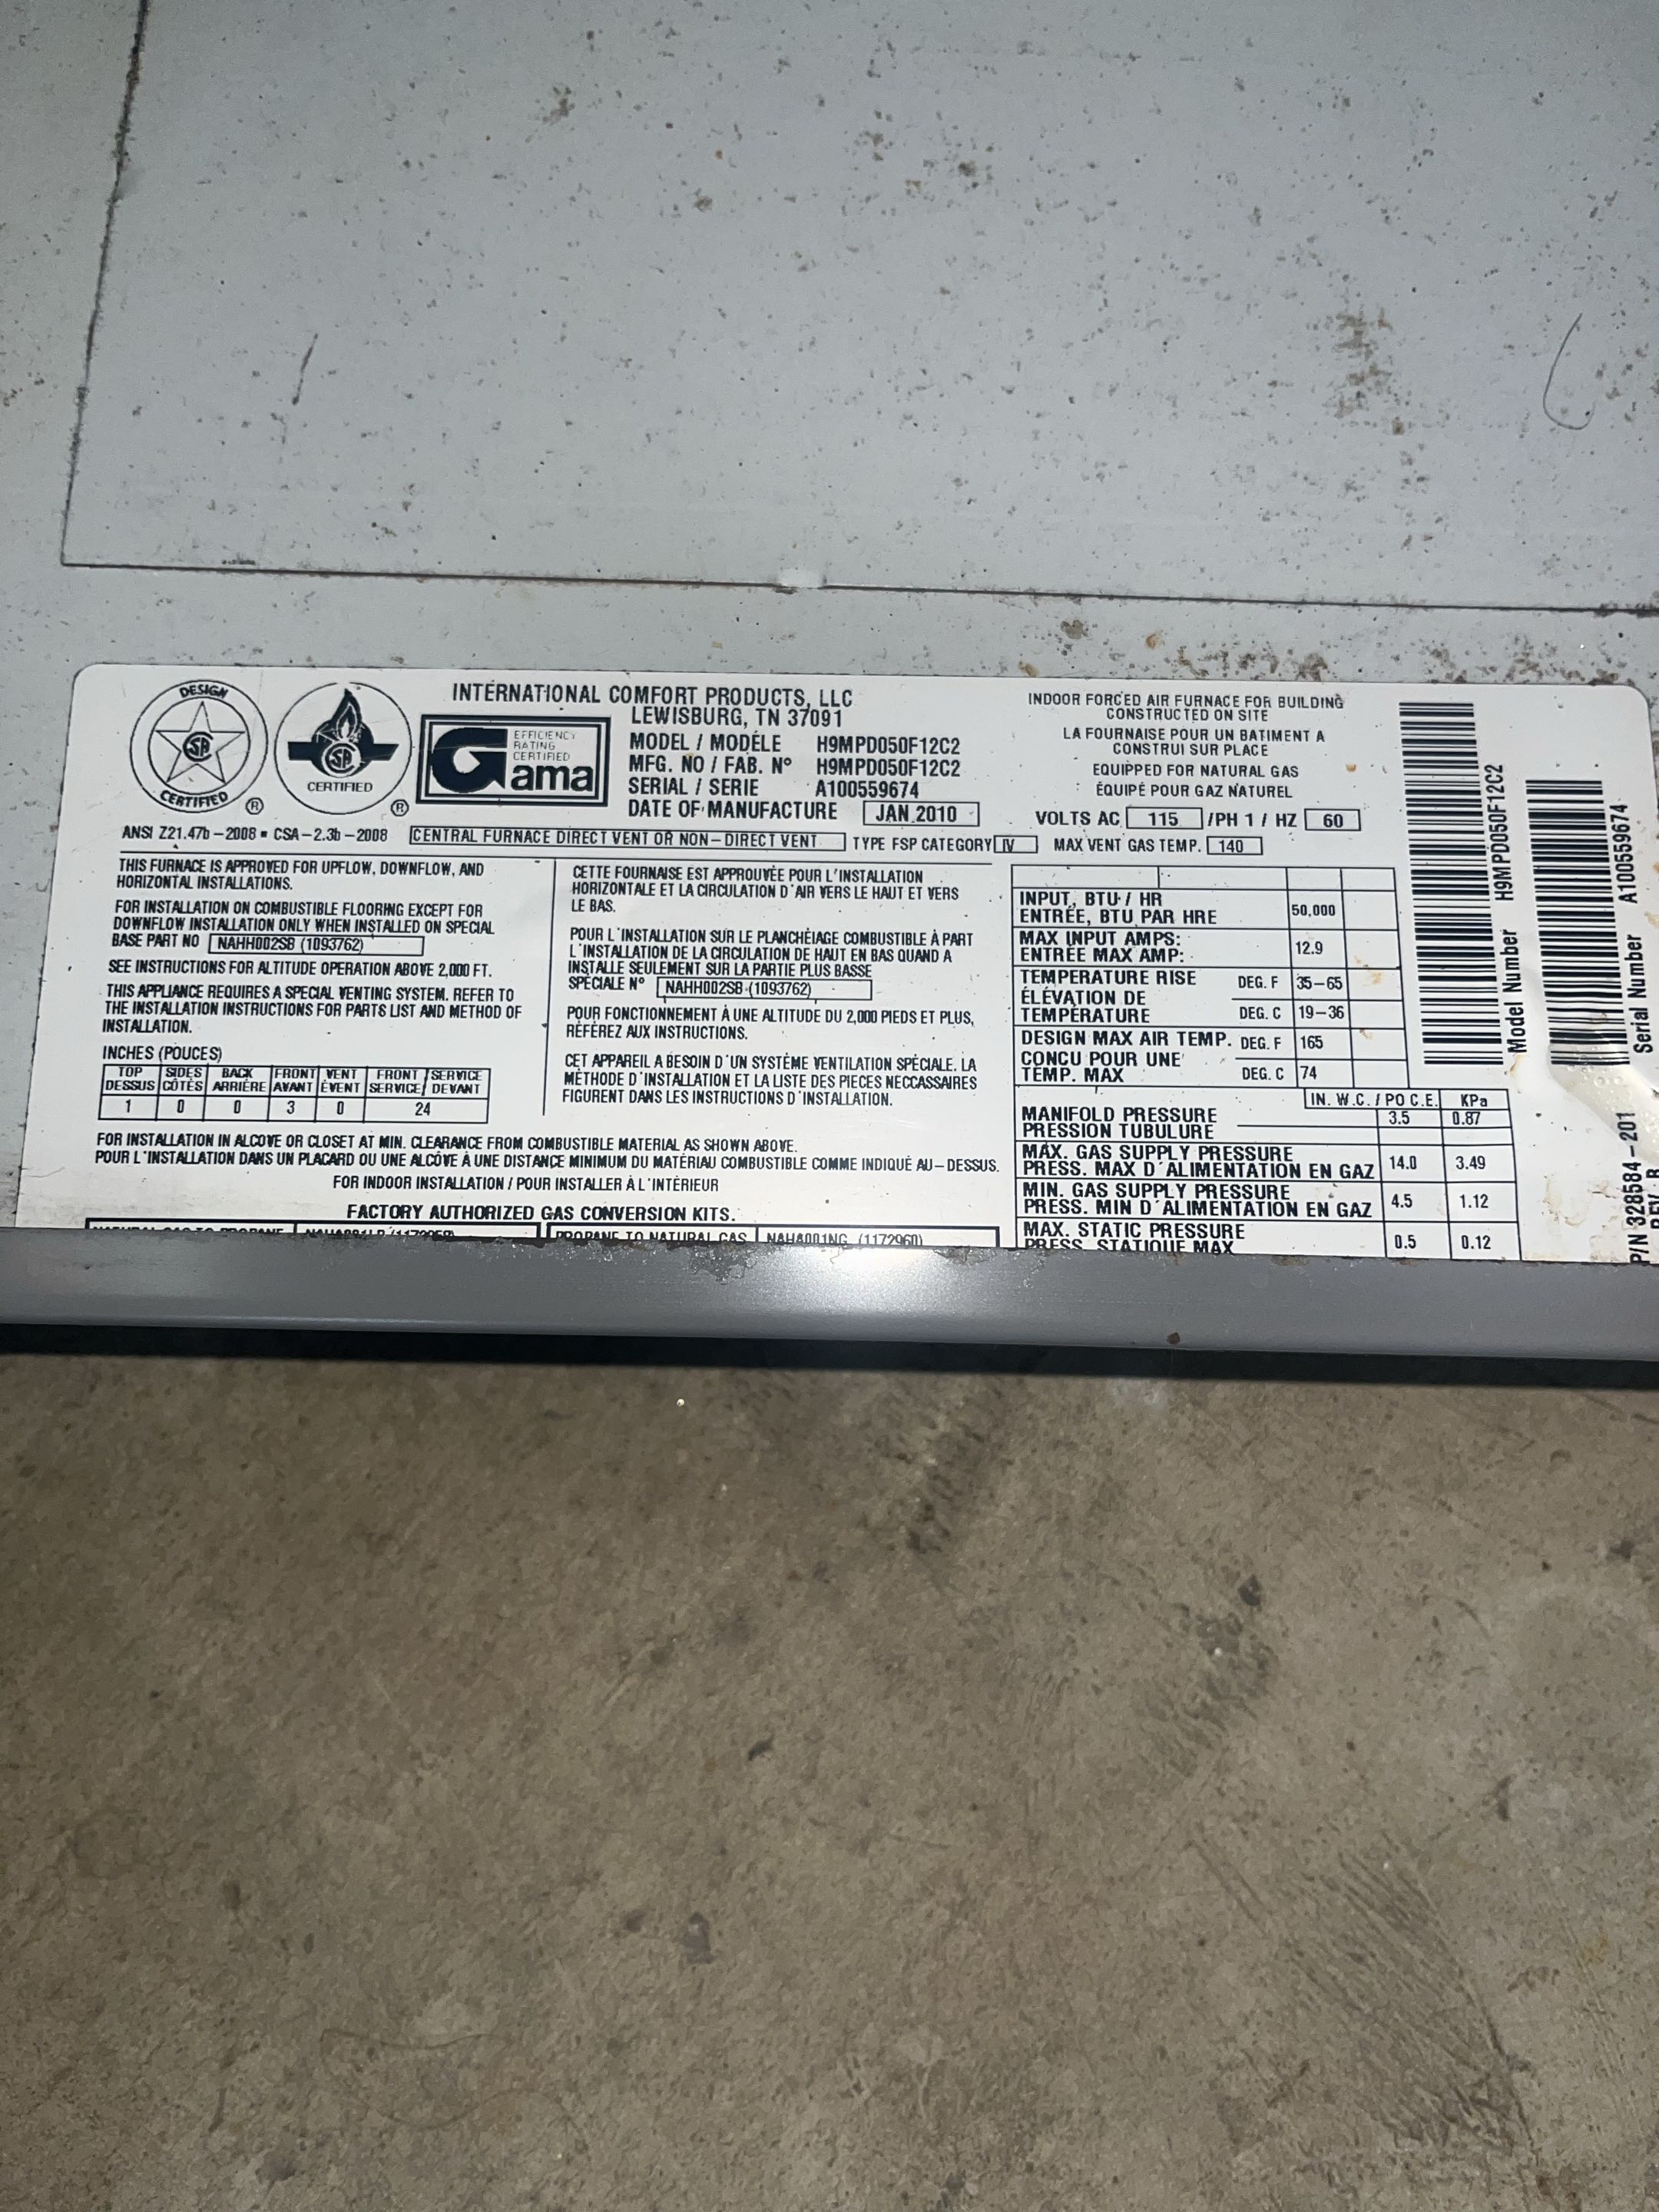 DESIGN
SA
CERTIFIED
®
SA
CERTIFIED
®
INTERNATIONAL COMFORT PRODUCTS, LLC
LEWISBURG, TN 37091
EFFICIENCY
RATING
CERTIFIED
Gama
MODEL / MODÉLE H9MPD050F12C2
MFG. NO / FAB. N° H9MPD050F12C2
SERIAL / SERIE A100559674
DATE OF MANUFACTURE JAN 2010
INDOOR FORCED AIR FURNACE FOR BUILDING
CONSTRUCTED ON SITE
LA FOURNAISE POUR UN BATIMENT A
CONSTRUI SUR PLACE
EQUIPPED FOR NATURAL GAS
ÉQUIPÉ POUR GAZ NATUREL
VOLTS AC 115 /PH 1 / HZ 60
ANSI Z21.47b-2008 ▪ CSA-2.3b-2008 CENTRAL FURNACE DIRECT VENT OR NON-DIRECT VENT TYPE FSP CATEGORY IV MAX VENT GAS TEMP. 140
THIS FURNACE IS APPROVED FOR UPFLOW, DOWNFLOW, AND
HORIZONTAL INSTALLATIONS.
FOR INSTALLATION ON COMBUSTIBLE FLOORING EXCEPT FOR
DOWNFLOW INSTALLATION ONLY WHEN INSTALLED ON SPECIAL
BASE PART NO NAHH002SB (1093762)
SEE INSTRUCTIONS FOR ALTITUDE OPERATION ABOVE 2,000 FT.
THIS APPLIANCE REQUIRES A SPECIAL VENTING SYSTEM. REFER TO
THE INSTALLATION INSTRUCTIONS FOR PARTS LIST AND METHOD OF
INSTALLATION.
INCHES (POUCES)
TOP SIDES BACK FRONT VENT FRONT SERVICE
DESSUS CÔTÉS ARRIÈRE AVANT ÉVENT SERVICE DEVANT
1 0 0 3 0 24
CETTE FOURNAISE EST APPROUVÉE POUR L'INSTALLATION
HORIZONTALE ET LA CIRCULATION D'AIR VERS LE HAUT ET VERS
LE BAS.
POUR L'INSTALLATION SUR LE PLANCHÈIAGE COMBUSTIBLE À PART
L'INSTALLATION DE LA CIRCULATION DE HAUT EN BAS QUAND A
INSTALLE SEULEMENT SUR LA PARTIE PLUS BASSE
SPÉCIALE N° NAHH002SB (1093762)
POUR FONCTIONNEMENT À UNE ALTITUDE DU 2,000 PIEDS ET PLUS,
RÉFÉREZ AUX INSTRUCTIONS.
CET APPAREIL A BESOIN D'UN SYSTÈME VENTILATION SPÉCIALE. LA
MÉTHODE D'INSTALLATION ET LA LISTE DES PIECES NECCASSAIRES
FIGURENT DANS LES INSTRUCTIONS D'INSTALLATION.
FOR INSTALLATION IN ALCOVE OR CLOSET AT MIN. CLEARANCE FROM COMBUSTIBLE MATERIAL AS SHOWN ABOVE.
POUR L'INSTALLATION DANS UN PLACARD OU UNE ALCÔVE À UNE DISTANCE MINIMUM DU MATÉRIAU COMBUSTIBLE COMME INDIQUÉ AU-DESSUS.
FOR INDOOR INSTALLATION / POUR INSTALLER À L'INTÉRIEUR
FACTORY AUTHORIZED GAS CONVERSION KITS.
NATURAL GAS TO PROPANE PROPANE TO NATURAL GAS NAHA001NG (1172960)
INPUT, BTU / HR
ENTRÉE, BTU PAR HRE 50,000
MAX INPUT AMPS:
ENTRÉE MAX AMP: 12.9
TEMPERATURE RISE DEG. F 35-65
ÉLÉVATION DE
TEMPÉRATURE DEG. C 19-36
DESIGN MAX AIR TEMP. DEG. F 165
CONCU POUR UNE
TEMP. MAX DEG. C 74
IN. W.C. / PO C.E. KPa
MANIFOLD PRESSURE 3.5 0.87
PRESSION TUBULURE
MAX. GAS SUPPLY PRESSURE
PRESS. MAX D'ALIMENTATION EN GAZ 14.0 3.49
MIN. GAS SUPPLY PRESSURE
PRESS. MIN D'ALIMENTATION EN GAZ 4.5 1.12
MAX. STATIC PRESSURE
PRESS. STATIQUE MAX 0.5 0.12
Model Number H9MPD050F12C2
Serial Number A100559674
P/N 328584-201
REV. B